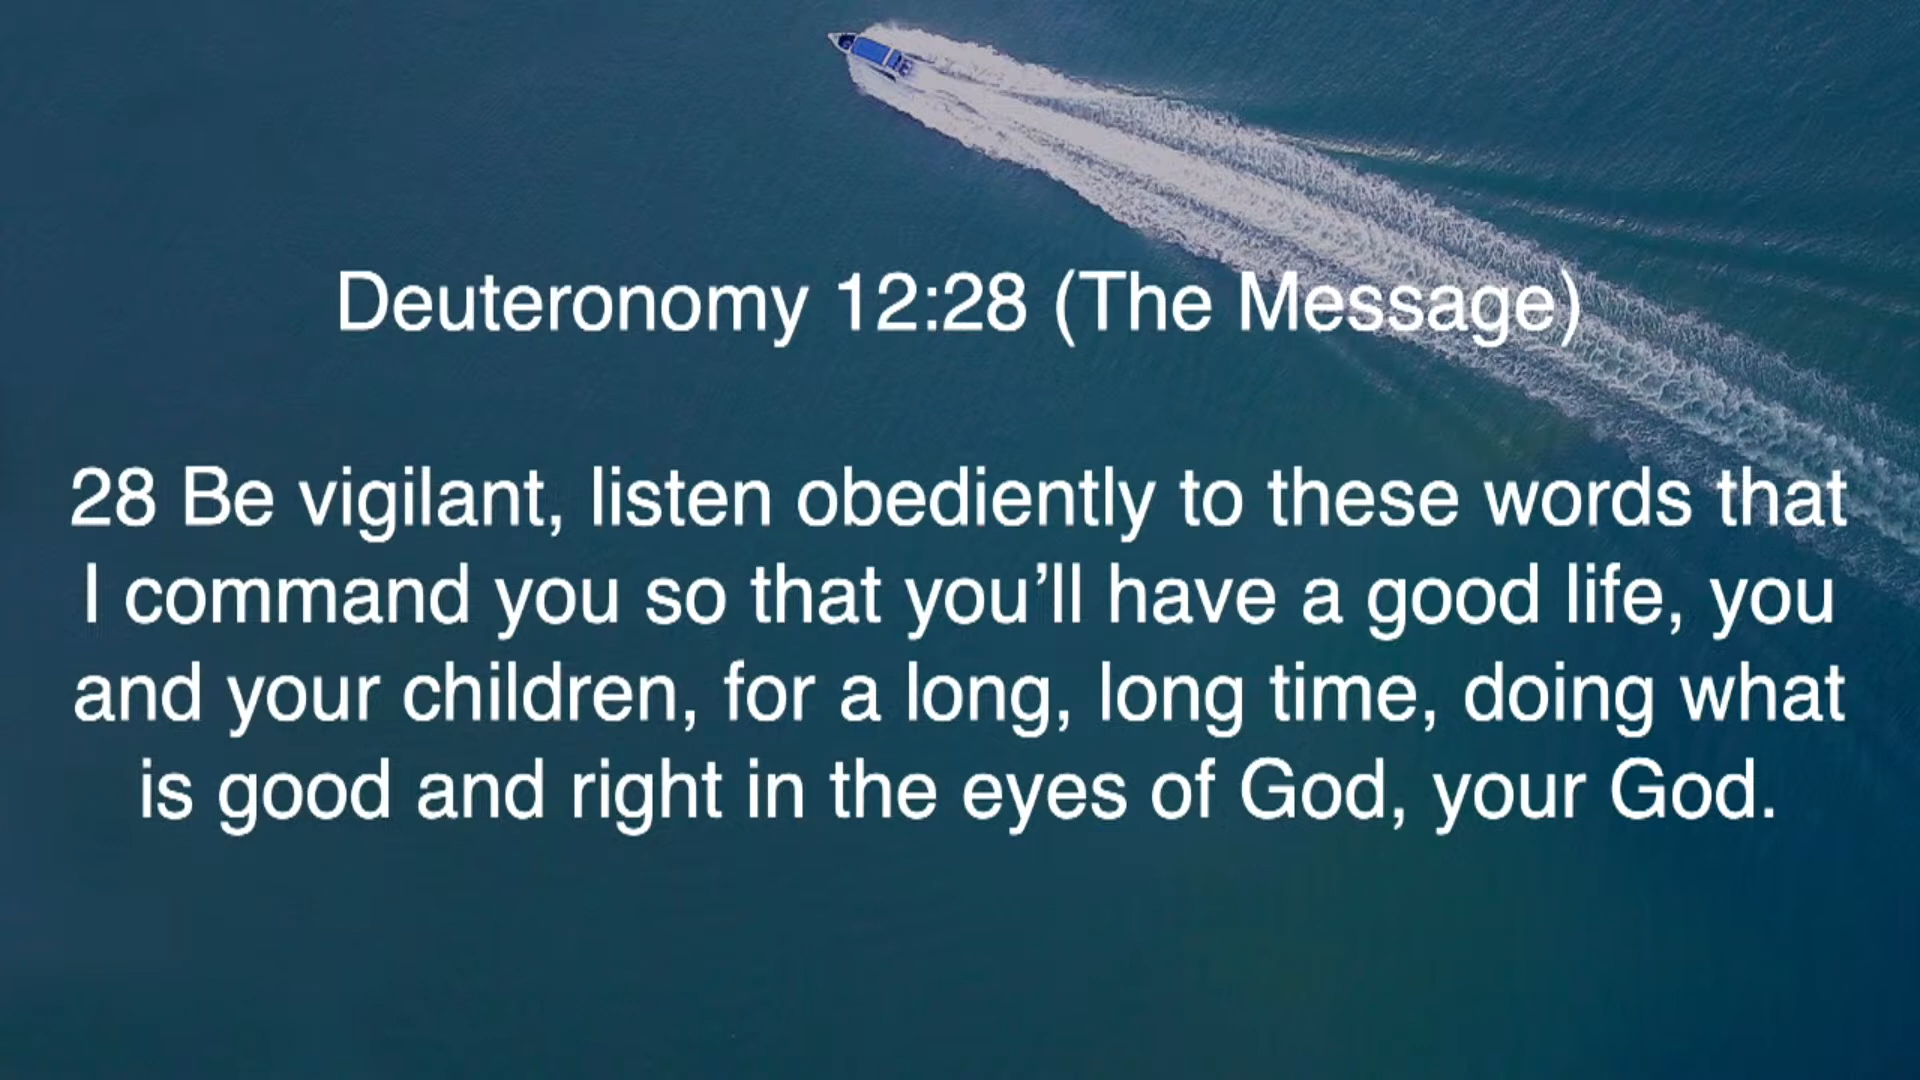 Deuteronomy 12:28 (The Message)
28 Be vigilant, listen obediently to these words that
I command you so that you’ll have a good life, you
and your children, for a long, long time, doing what
is good and right in the eyes of God, your God.